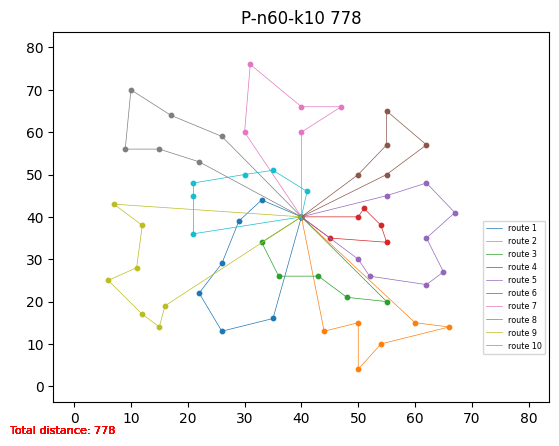 P-n60-k10 778
80
70
60
50
40
30
20
10
0
0 10 20 30 40 50 60 70 80
route 1
route 2
route 3
route 4
route 5
route 6
route 7
route 8
route 9
route 10
Total distance: 778